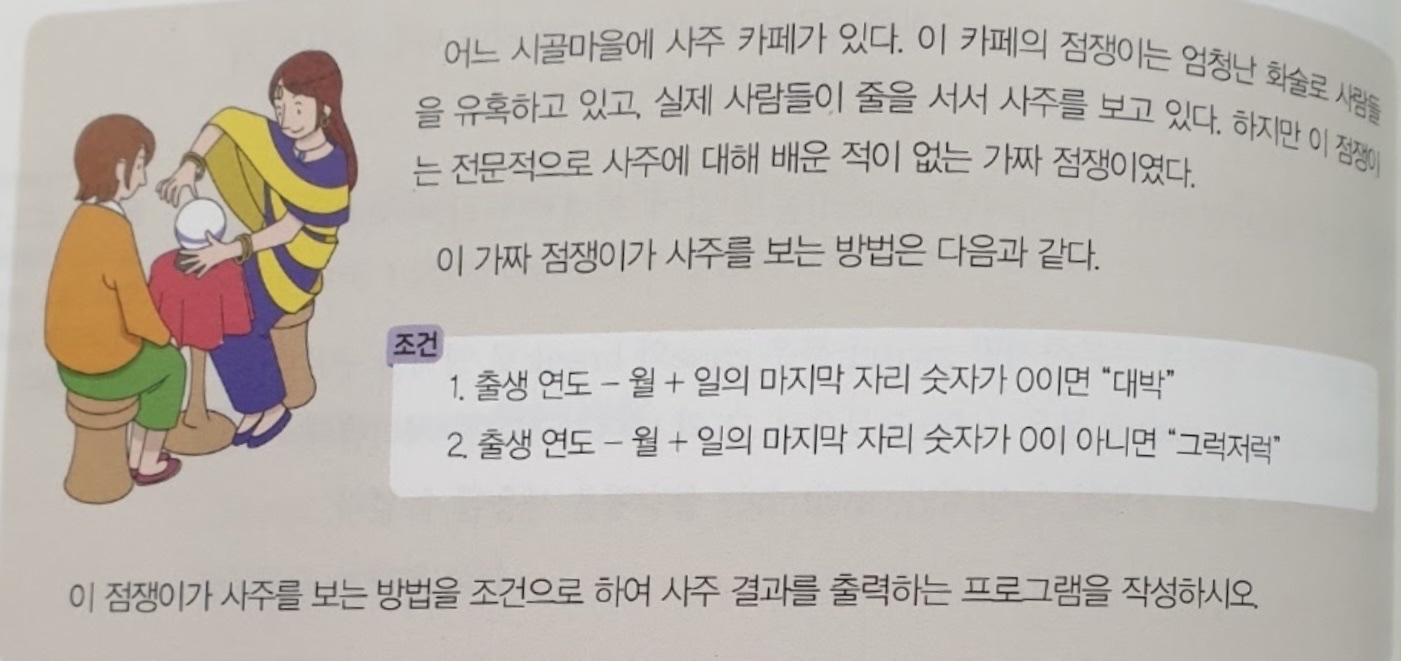 어느 시골마을에 사주 카페가 있다. 이 카페의 점쟁이는 엄청난 화술로 사람들
을 유혹하고 있고, 실제 사람들이 줄을 서서 사주를 보고 있다. 하지만 이 점쟁이
는 전문적으로 사주에 대해 배운 적이 없는 가짜 점쟁이였다.
이 가짜 점쟁이가 사주를 보는 방법은 다음과 같다.
조건
1. 출생 연도 – 월 + 일의 마지막 자리 숫자가 0이면 “대박”
2. 출생 연도 – 월 + 일의 마지막 자리 숫자가 0이 아니면 “그럭저럭”
이 점쟁이가 사주를 보는 방법을 조건으로 하여 사주 결과를 출력하는 프로그램을 작성하시오.